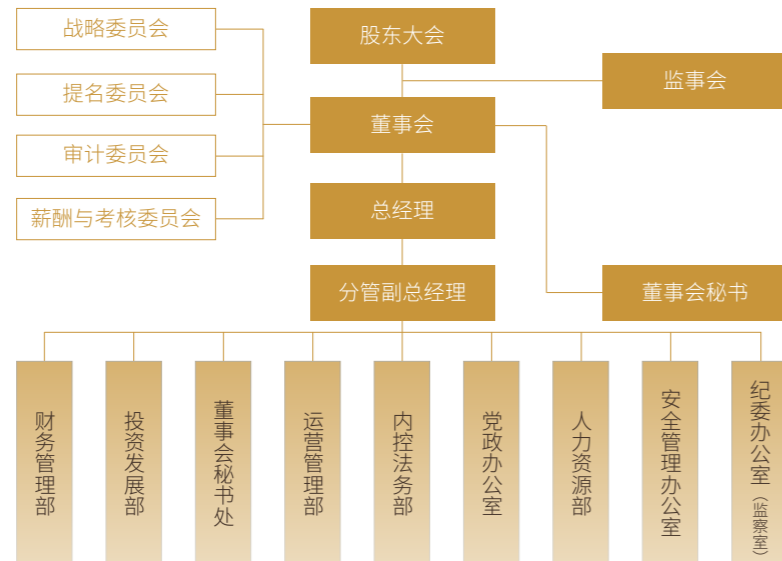 战略委员会
股东大会
提名委员会
监事会
董事会
审计委员会
总经理
薪酬与考核委员会
分管副总经理
董事会秘书
财务管理部
投资发展部
董事会秘书处
运营管理部
内控法务部
党政办公室
人力资源部
安全管理办公室
纪委办公室（监察室）